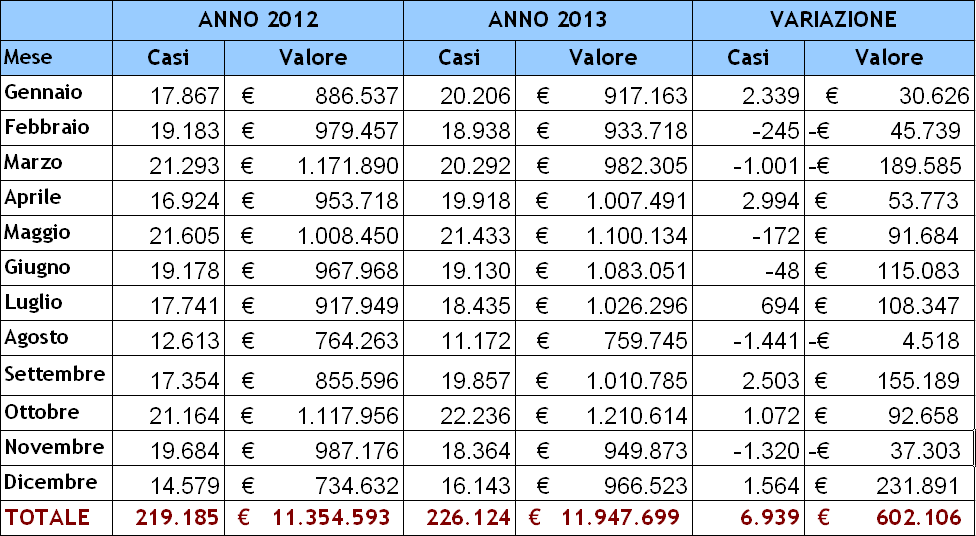 ANNO 2012 ANNO 2013 VARIAZIONE
Mese Casi Valore Casi Valore Casi Valore
Gennaio 17.867 € 886.537 20.206 € 917.163 2.339 € 30.626
Febbraio 19.183 € 979.457 18.938 € 933.718 -245 -€ 45.739
Marzo 21.293 € 1.171.890 20.292 € 982.305 -1.001 -€ 189.585
Aprile 16.924 € 953.718 19.918 € 1.007.491 2.994 € 53.773
Maggio 21.605 € 1.008.450 21.433 € 1.100.134 -172 € 91.684
Giugno 19.178 € 967.968 19.130 € 1.083.051 -48 € 115.083
Luglio 17.741 € 917.949 18.435 € 1.026.296 694 € 108.347
Agosto 12.613 € 764.263 11.172 € 759.745 -1.441 -€ 4.518
Settembre 17.354 € 855.596 19.857 € 1.010.785 2.503 € 155.189
Ottobre 21.164 € 1.117.956 22.236 € 1.210.614 1.072 € 92.658
Novembre 19.684 € 987.176 18.364 € 949.873 -1.320 -€ 37.303
Dicembre 14.579 € 734.632 16.143 € 966.523 1.564 € 231.891
TOTALE 219.185 € 11.354.593 226.124 € 11.947.699 6.939 € 602.106